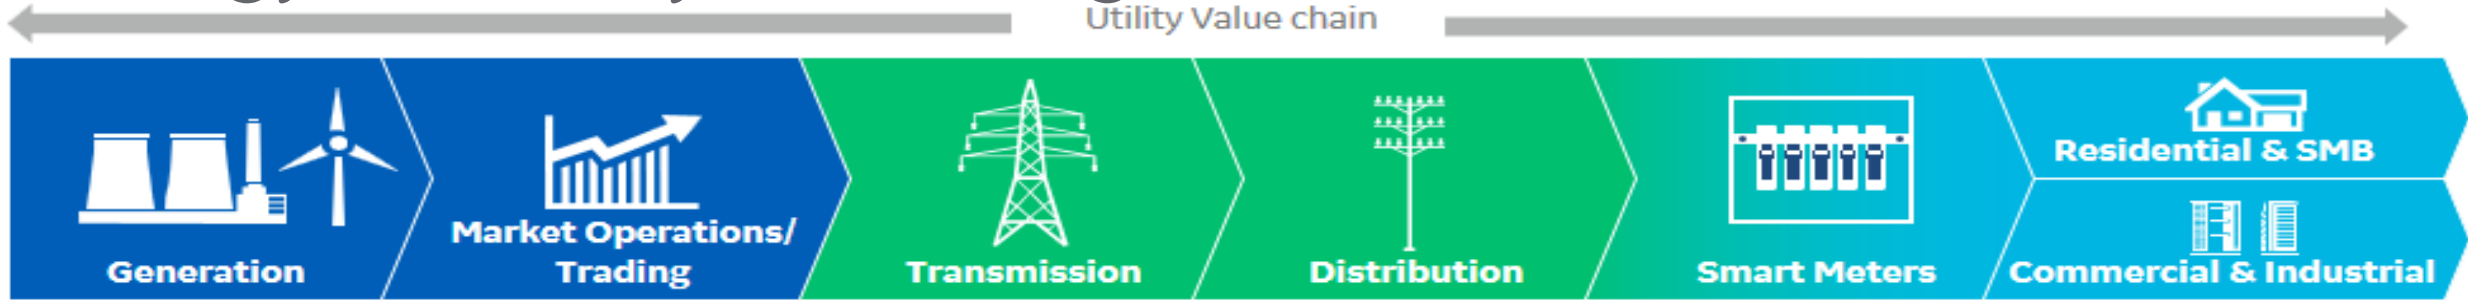 Utility Value chain
Generation
Market Operations/
Trading
Transmission
Distribution
Smart Meters
Residential & SMB
Commercial & Industrial